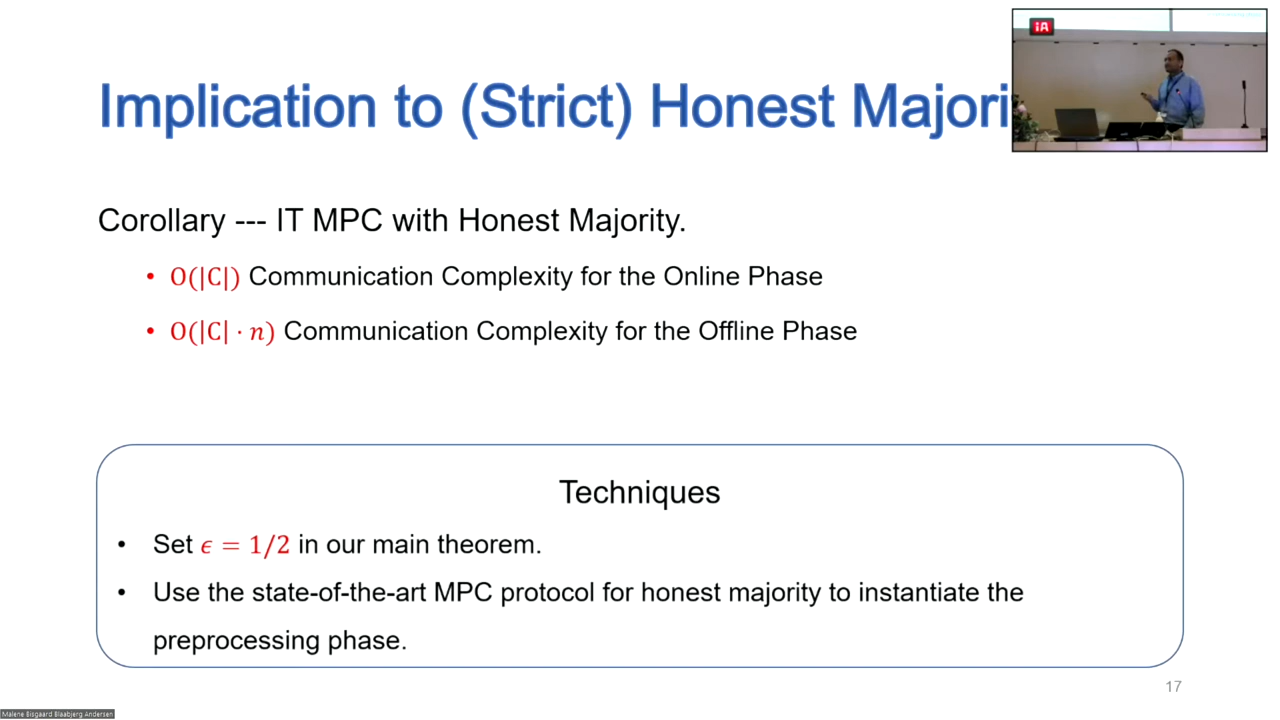 Implication to (Strict) Honest Majori
iA
Corollary --- IT MPC with Honest Majority.
• O(|C|) Communication Complexity for the Online Phase
• O(|C| · n) Communication Complexity for the Offline Phase
Techniques
• Set ϵ = 1/2 in our main theorem.
• Use the state-of-the-art MPC protocol for honest majority to instantiate the
preprocessing phase.
17
Malene Bisgaard Blaabjerg Andersen